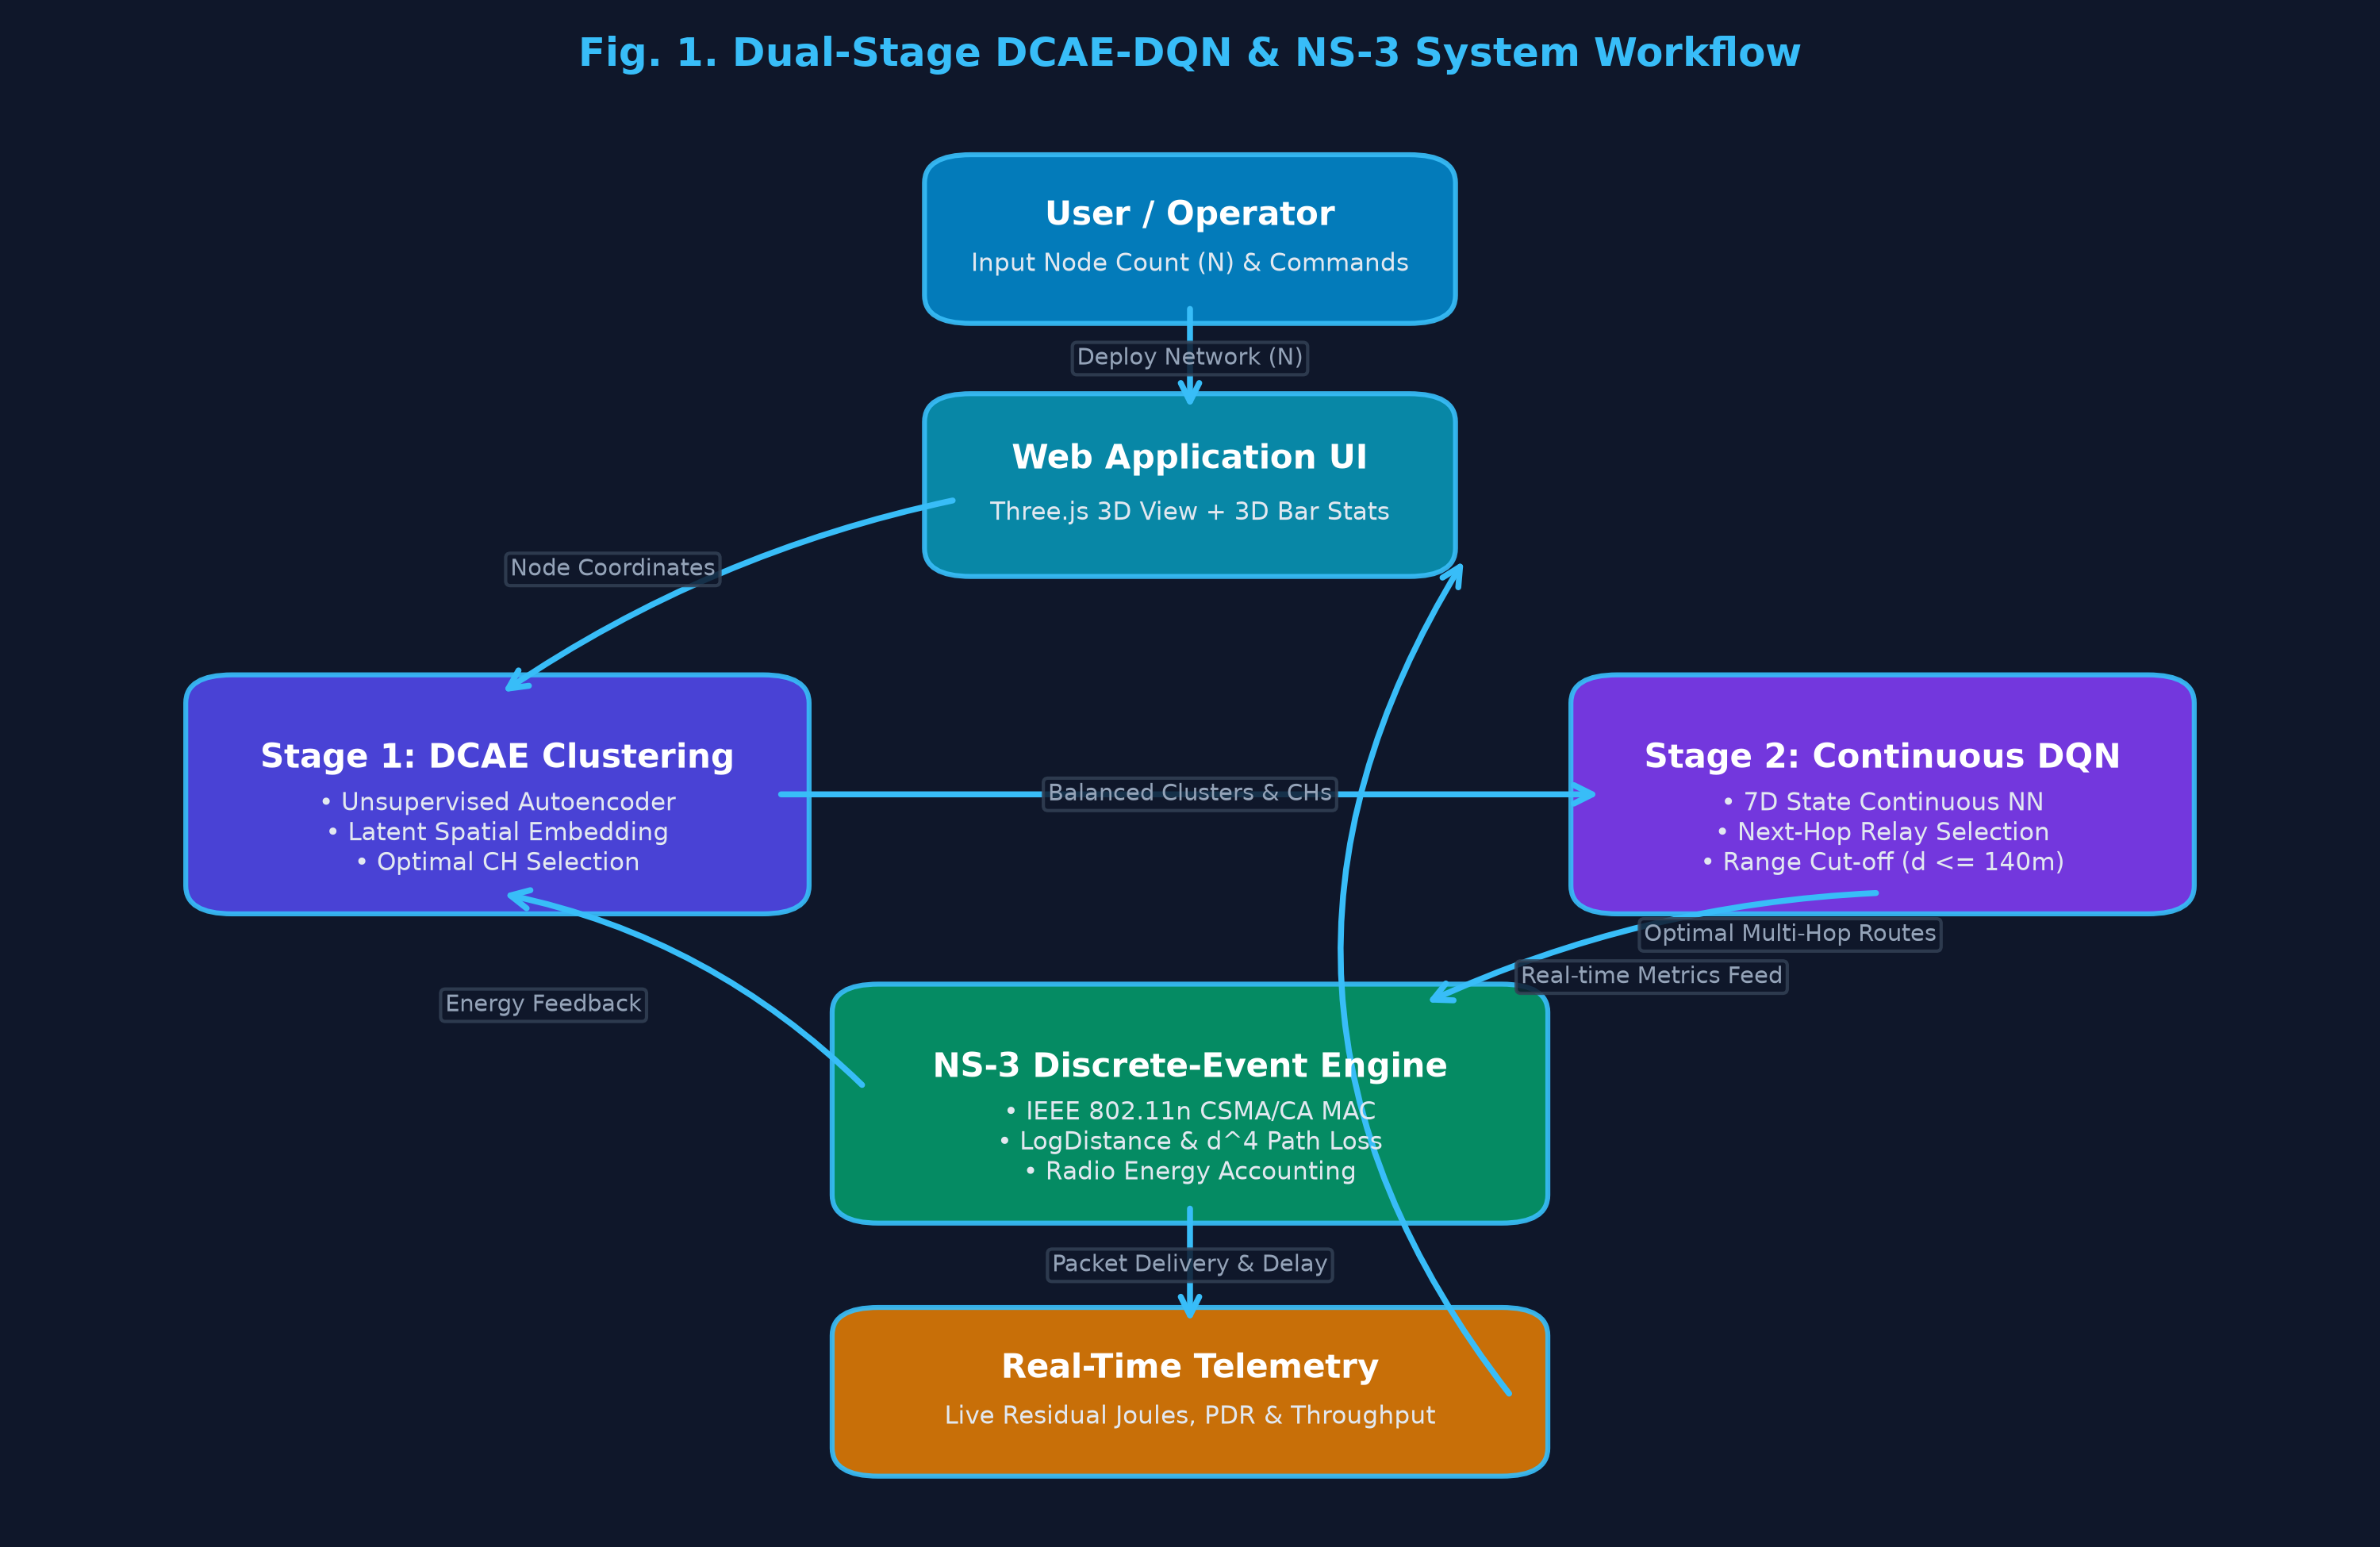 Fig. 1. Dual-Stage DCAE-DQN & NS-3 System Workflow
User / Operator
Input Node Count (N) & Commands
Deploy Network (N)
Web Application UI
Three.js 3D View + 3D Bar Stats
Node Coordinates
Stage 1: DCAE Clustering
• Unsupervised Autoencoder
• Latent Spatial Embedding
• Optimal CH Selection
Balanced Clusters & CHs
Stage 2: Continuous DQN
• 7D State Continuous NN
• Next-Hop Relay Selection
• Range Cut-off (d <= 140m)
Optimal Multi-Hop Routes
Real-time Metrics Feed
Energy Feedback
NS-3 Discrete-Event Engine
• IEEE 802.11n CSMA/CA MAC
• LogDistance & d^4 Path Loss
• Radio Energy Accounting
Packet Delivery & Delay
Real-Time Telemetry
Live Residual Joules, PDR & Throughput